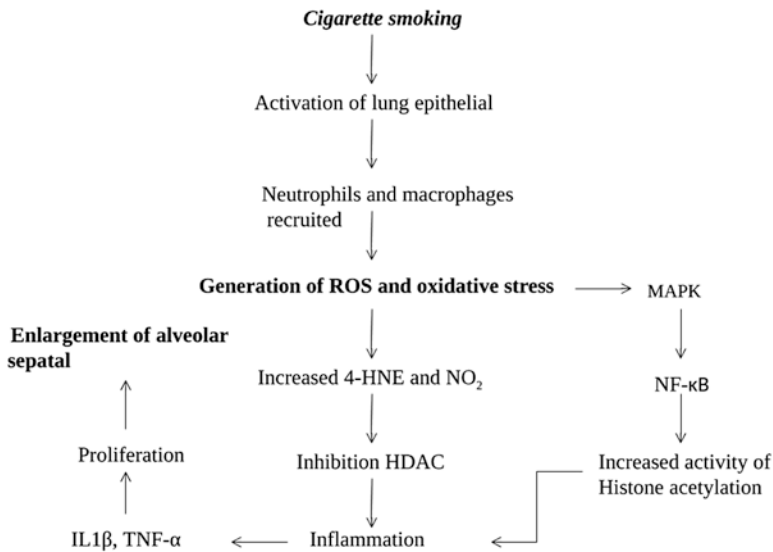 Cigarette smoking
Activation of lung epithelial
Neutrophils and macrophages
recruited
Generation of ROS and oxidative stress
MAPK
Enlargement of alveolar
sepatal
Increased 4-HNE and NO₂
NF-κB
Proliferation
Inhibition HDAC
Increased activity of
Histone acetylation
IL1β, TNF-α
Inflammation